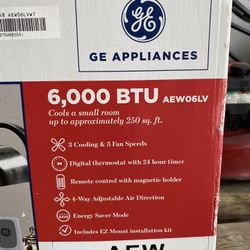 AEW06LVW1
GE APPLIANCES
6,000 BTU AEW06LV
Cools a small room
up to approximately 250 sq. ft.
3 Cooling & 3 Fan Speeds
Digital thermostat with 24 hour timer
Remote control with magnetic holder
4-Way Adjustable Air Direction
Energy Saver Mode
Includes EZ Mount installation kit
AEW